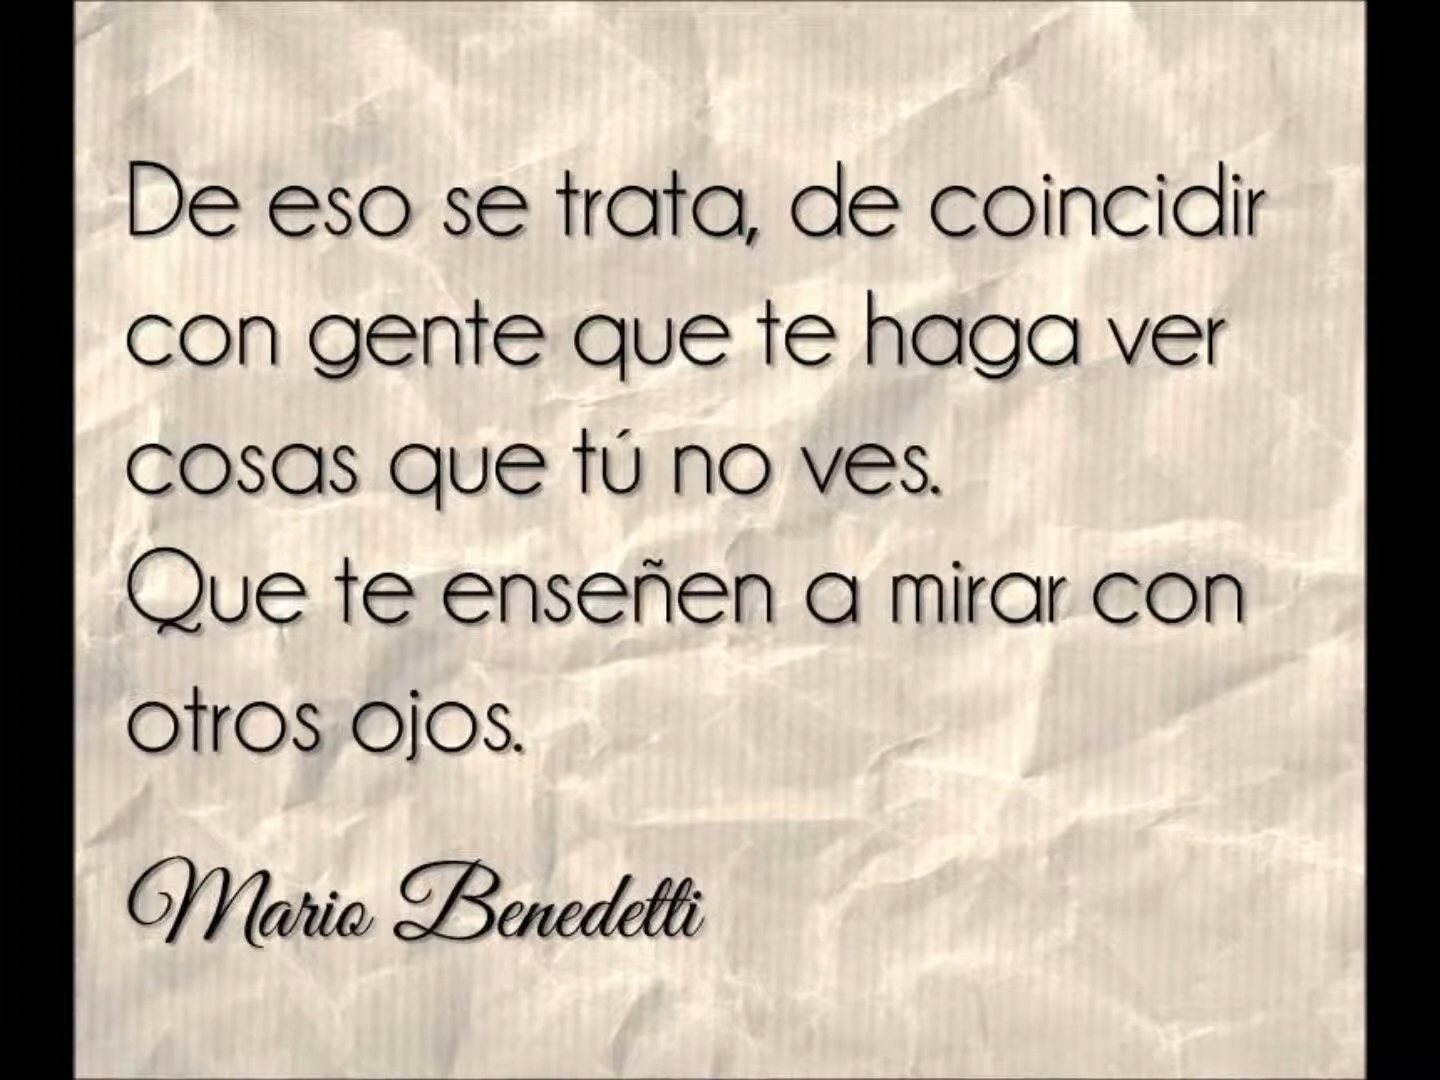 De eso se trata, de coincidir
con gente que te haga ver
cosas que tú no ves.
Que te enseñen a mirar con
otros ojos.
Mario Benedetti